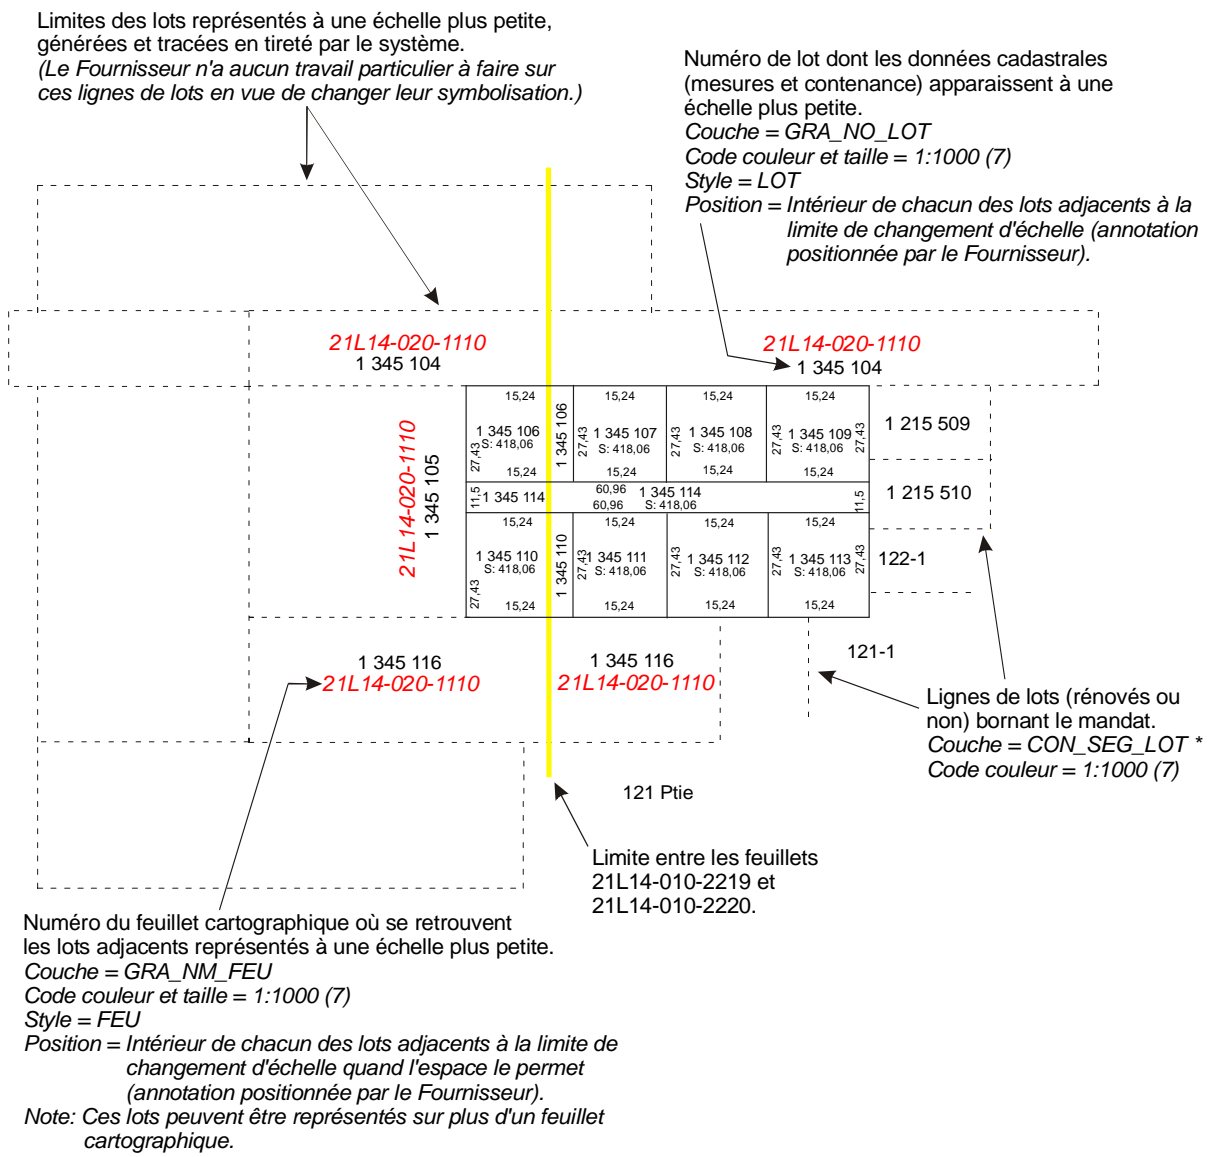 Limites des lots représentés à une échelle plus petite,
générées et tracées en tireté par le système.
(Le Fournisseur n'a aucun travail particulier à faire sur
ces lignes de lots en vue de changer leur symbolisation.)
Numéro de lot dont les données cadastrales
(mesures et contenance) apparaissent à une
échelle plus petite.
Couche = GRA_NO_LOT
Code couleur et taille = 1:1000 (7)
Style = LOT
Position = Intérieur de chacun des lots adjacents à la
limite de changement d'échelle (annotation
positionnée par le Fournisseur).
21L14-020-1110
1 345 104
21L14-020-1110
1 345 104
21L14-020-1110
1 345 105
15,24
1 345 106
S: 418,06
27,43
15,24
1 345 106
15,24
27,43
1 345 107
S: 418,06
15,24
15,24
27,43
1 345 108
S: 418,06
15,24
15,24
27,43
1 345 109
S: 418,06
27,43
15,24
1 215 509
11,5
1 345 114
60,96
1 345 114
60,96
S: 418,06
11,5
1 215 510
15,24
1 345 110
S: 418,06
27,43
15,24
1 345 110
15,24
27,43
1 345 111
S: 418,06
15,24
15,24
27,43
1 345 112
S: 418,06
15,24
15,24
27,43
1 345 113
S: 418,06
27,43
15,24
122-1
1 345 116
21L14-020-1110
1 345 116
21L14-020-1110
121-1
Lignes de lots (rénovés ou
non) bornant le mandat.
Couche = CON_SEG_LOT *
Code couleur = 1:1000 (7)
121 Ptie
Limite entre les feuillets
21L14-010-2219 et
21L14-010-2220.
Numéro du feuillet cartographique où se retrouvent
les lots adjacents représentés à une échelle plus petite.
Couche = GRA_NM_FEU
Code couleur et taille = 1:1000 (7)
Style = FEU
Position = Intérieur de chacun des lots adjacents à la limite de
changement d'échelle quand l'espace le permet
(annotation positionnée par le Fournisseur).
Note: Ces lots peuvent être représentés sur plus d'un feuillet
cartographique.